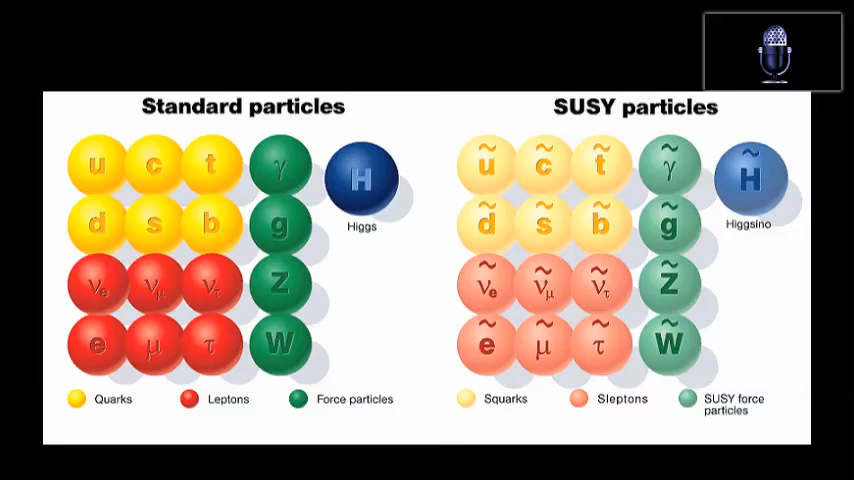 Standard particles
SUSY particles
u c t γ H
d s b g
Higgs
νe νμ ντ Z
e μ τ W
Quarks Leptons Force particles
ũ c̃ t̃ γ̃ H̃
d̃ s̃ b̃ g̃
Higgsino
ν̃e ν̃μ ν̃τ Z̃
ẽ μ̃ τ̃ W̃
Squarks Sleptons SUSY force
particles